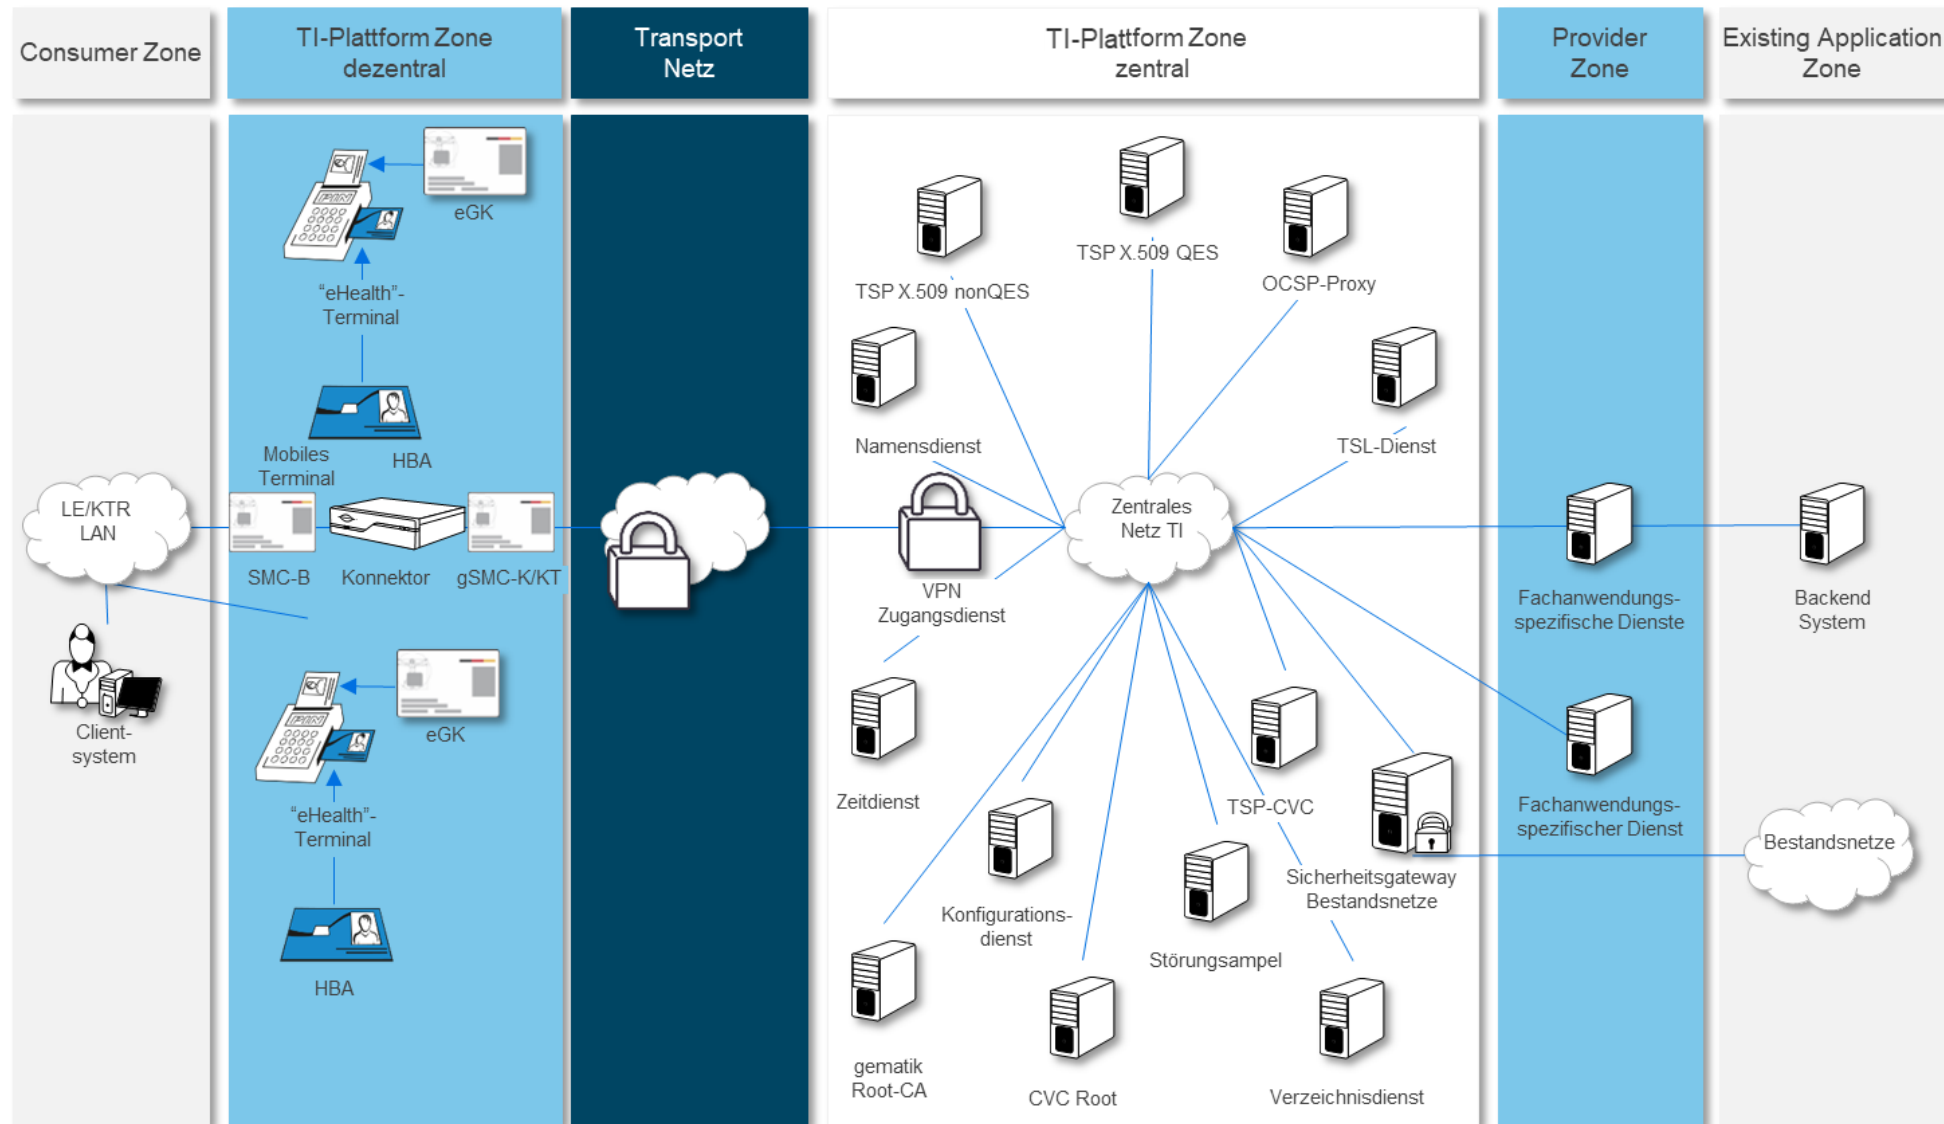 Consumer Zone
TI-Plattform Zone
dezentral
Transport
Netz
TI-Plattform Zone
zentral
Provider
Zone
Existing Application
Zone
eGK
PIN
"eHealth"-
Terminal
Mobiles
Terminal
HBA
LE/KTR
LAN
SMC-B
Konnektor
gSMC-K/KT
Client-
system
eGK
PIN
"eHealth"-
Terminal
HBA
TSP X.509 nonQES
TSP X.509 QES
OCSP-Proxy
Namensdienst
TSL-Dienst
Zentrales
Netz TI
VPN
Zugangsdienst
Zeitdienst
TSP-CVC
Konfigurations-
dienst
Störungsampel
Sicherheitsgateway
Bestandsnetze
gematik
Root-CA
CVC Root
Verzeichnisdienst
Fachanwendungs-
spezifische Dienste
Fachanwendungs-
spezifischer Dienst
Backend
System
Bestandsnetze